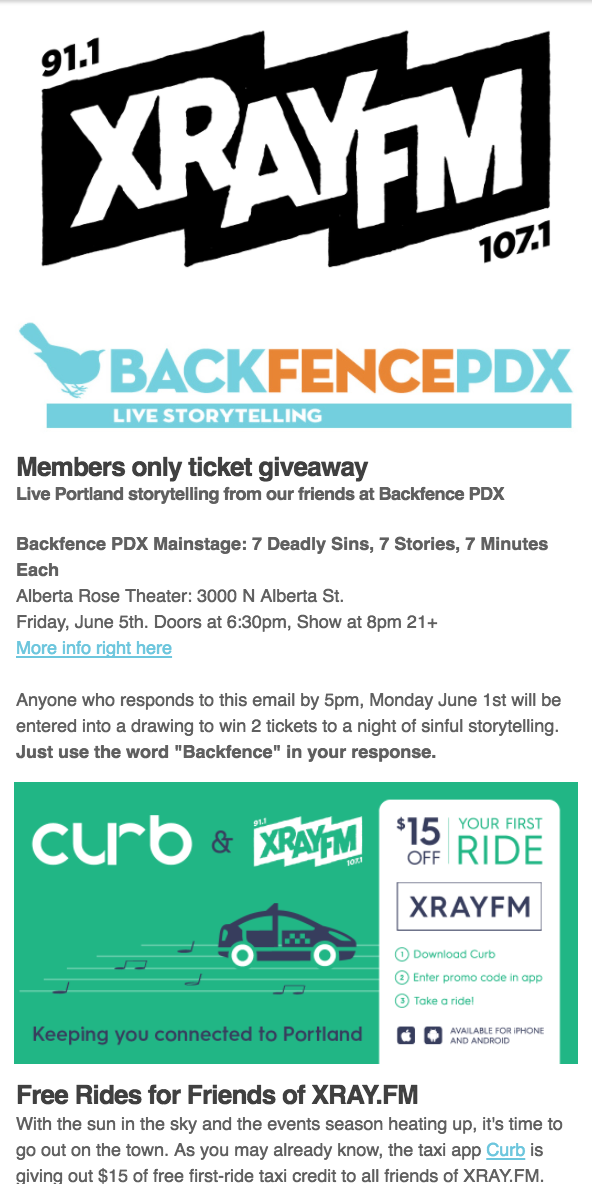 91.1
XRAYFM
107.1
BACKFENCEPDX
LIVE STORYTELLING
Members only ticket giveaway
Live Portland storytelling from our friends at Backfence PDX
Backfence PDX Mainstage: 7 Deadly Sins, 7 Stories, 7 Minutes
Each
Alberta Rose Theater: 3000 N Alberta St.
Friday, June 5th. Doors at 6:30pm, Show at 8pm 21+
More info right here
Anyone who responds to this email by 5pm, Monday June 1st will be
entered into a drawing to win 2 tickets to a night of sinful storytelling.
Just use the word "Backfence" in your response.
curb & 91.1 XRAYFM 107.1
Keeping you connected to Portland
$15 OFF
YOUR FIRST
RIDE
XRAYFM
1 Download Curb
2 Enter promo code in app
3 Take a ride!
AVAILABLE FOR iPHONE
AND ANDROID
Free Rides for Friends of XRAY.FM
With the sun in the sky and the events season heating up, it's time to
go out on the town. As you may already know, the taxi app Curb is
giving out $15 of free first-ride taxi credit to all friends of XRAY.FM.